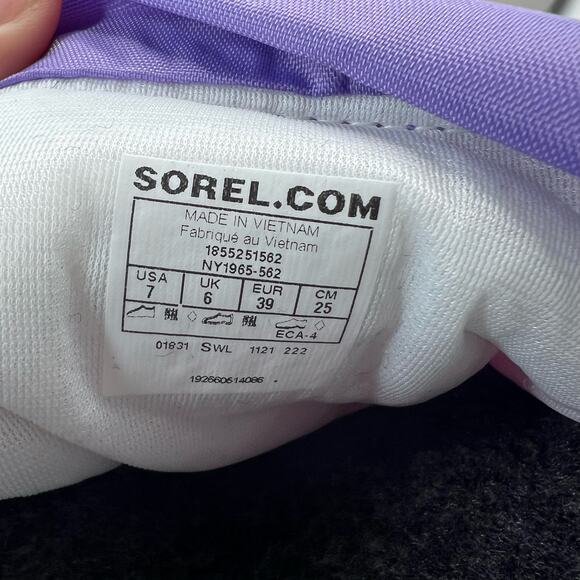 SOREL.COM
MADE IN VIETNAM
Fabriqué au Vietnam
1855251562
NY1965-562
USA UK EUR CM
7 6 39 25
ECA-4
01831 SWL 1121 222
192660514086